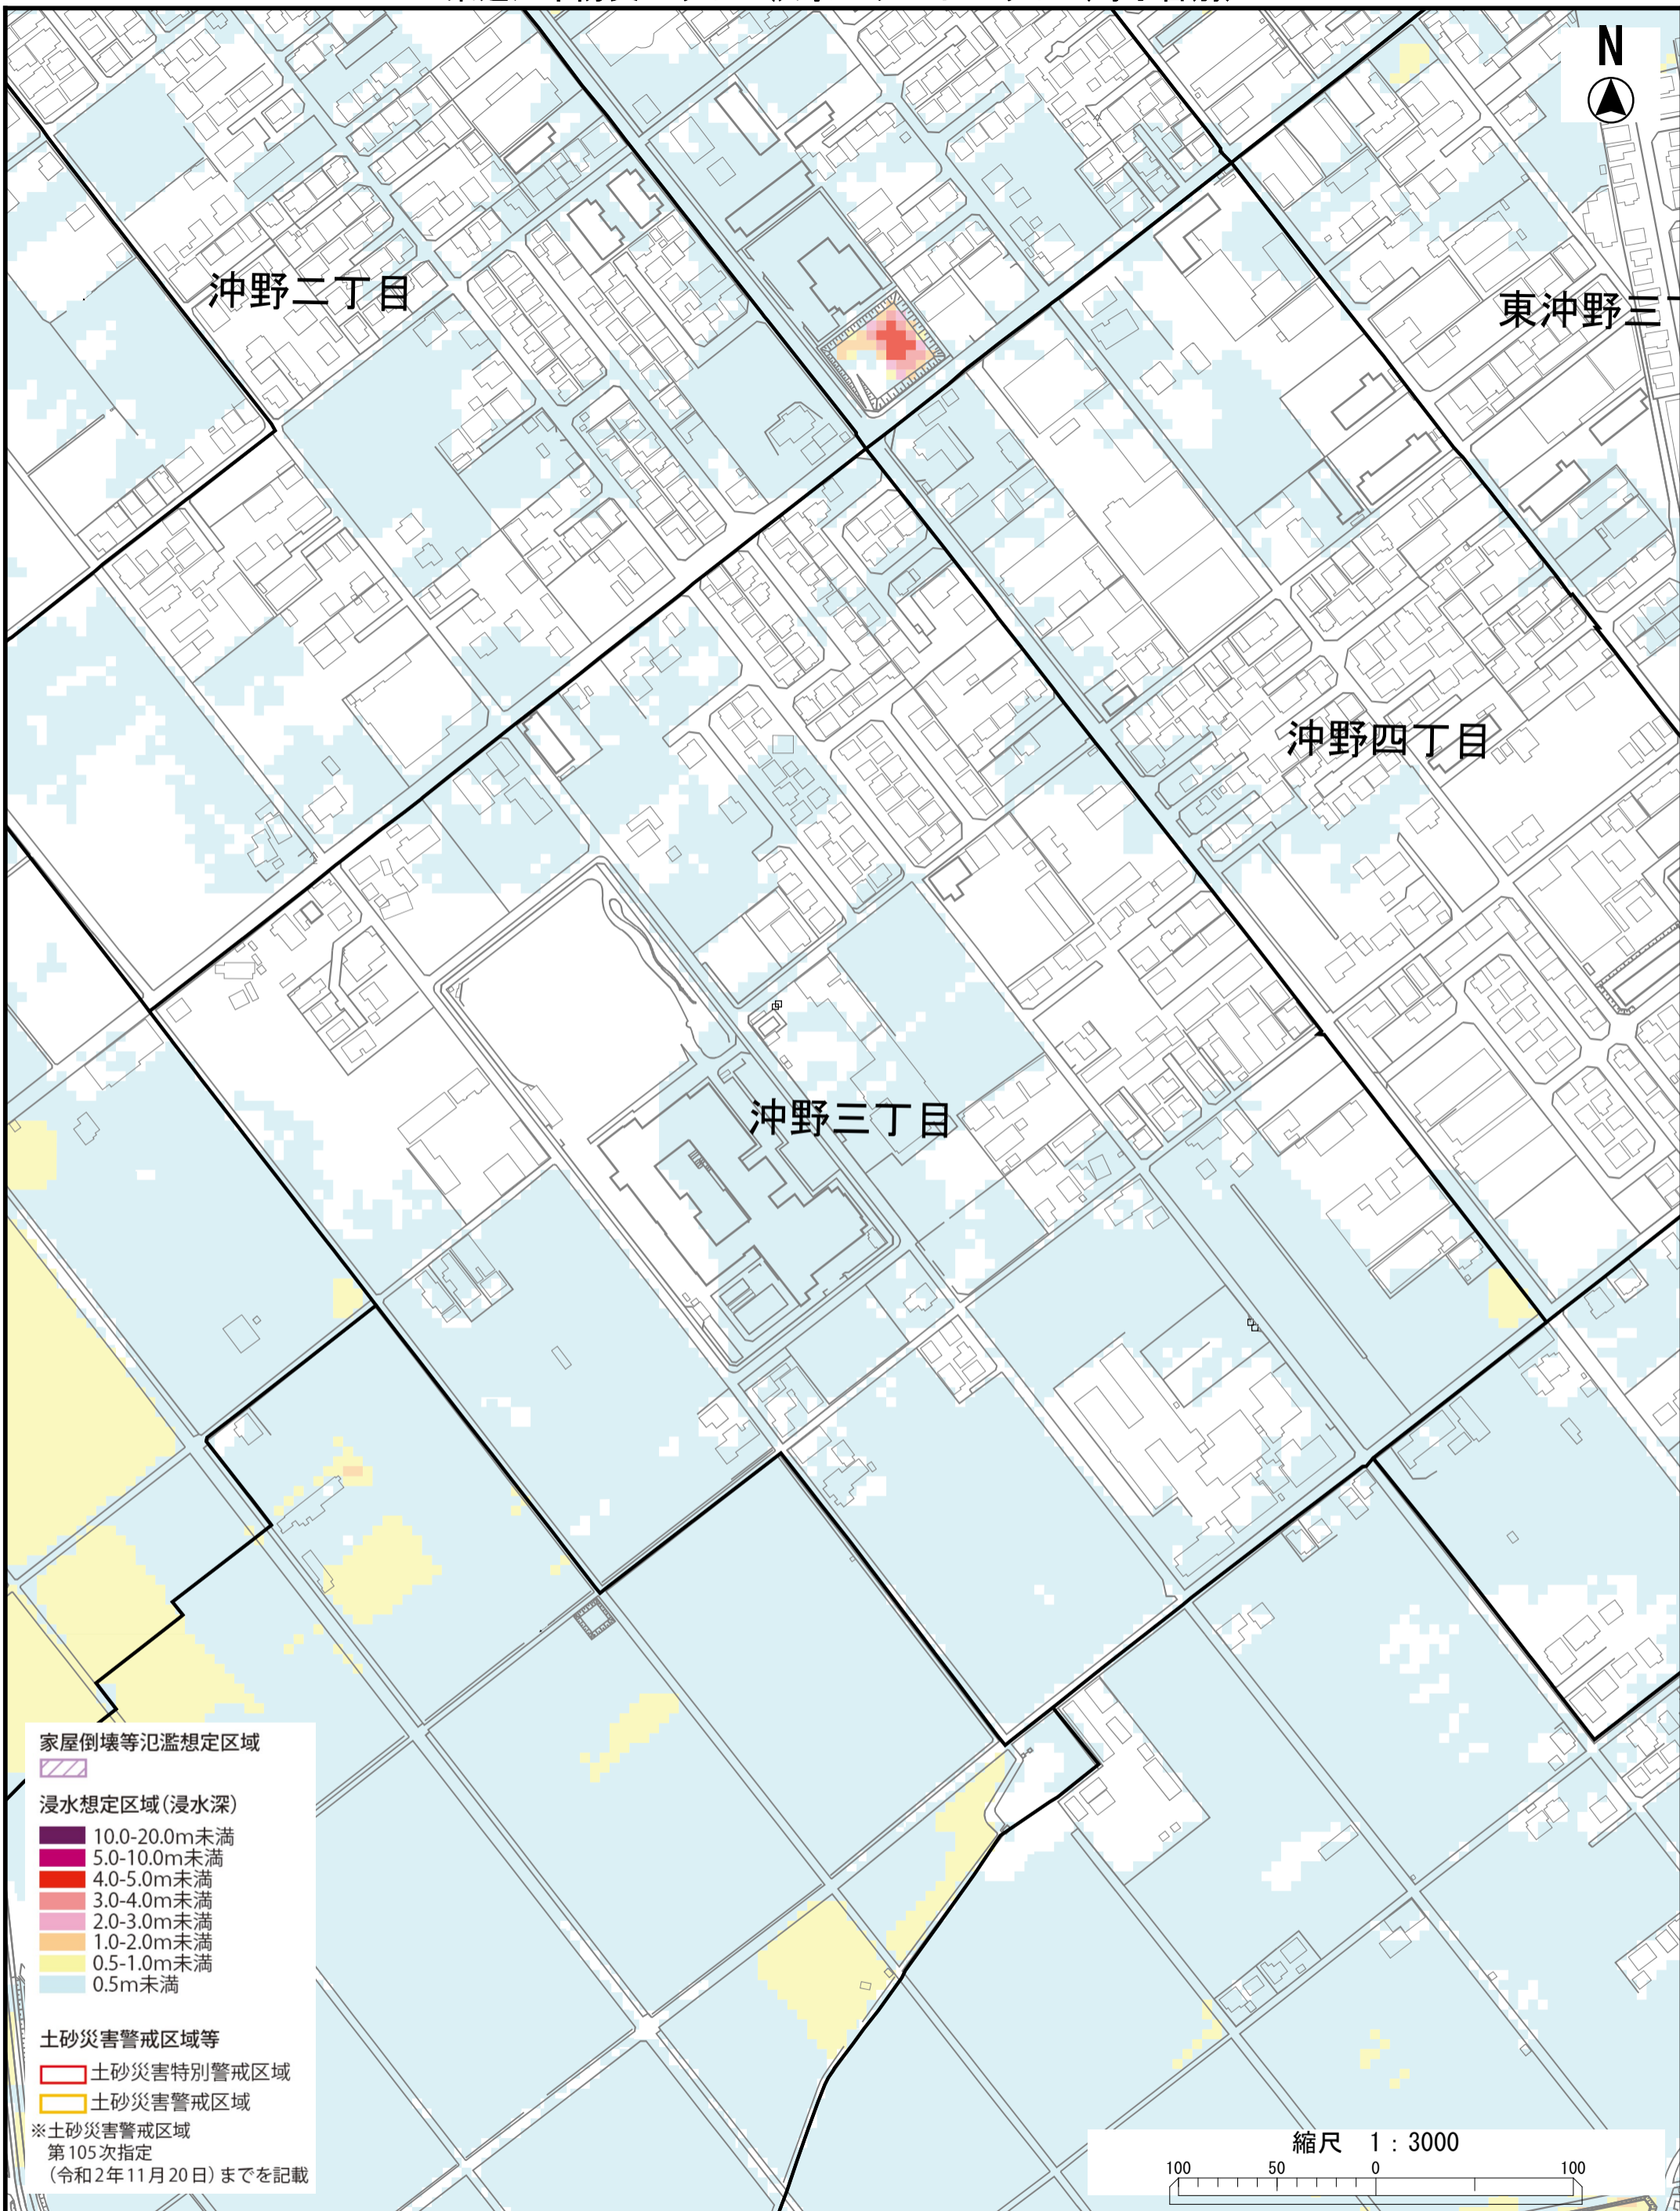 N
沖野二丁目
東沖野三
沖野四丁目
沖野三丁目
家屋倒壊等氾濫想定区域
浸水想定区域(浸水深)
10.0-20.0m未満
5.0-10.0m未満
4.0-5.0m未満
3.0-4.0m未満
2.0-3.0m未満
1.0-2.0m未満
0.5-1.0m未満
0.5m未満
土砂災害警戒区域等
土砂災害特別警戒区域
土砂災害警戒区域
※土砂災害警戒区域
第105次指定
(令和2年11月20日)までを記載
縮尺 1:3000
100 50 0 100